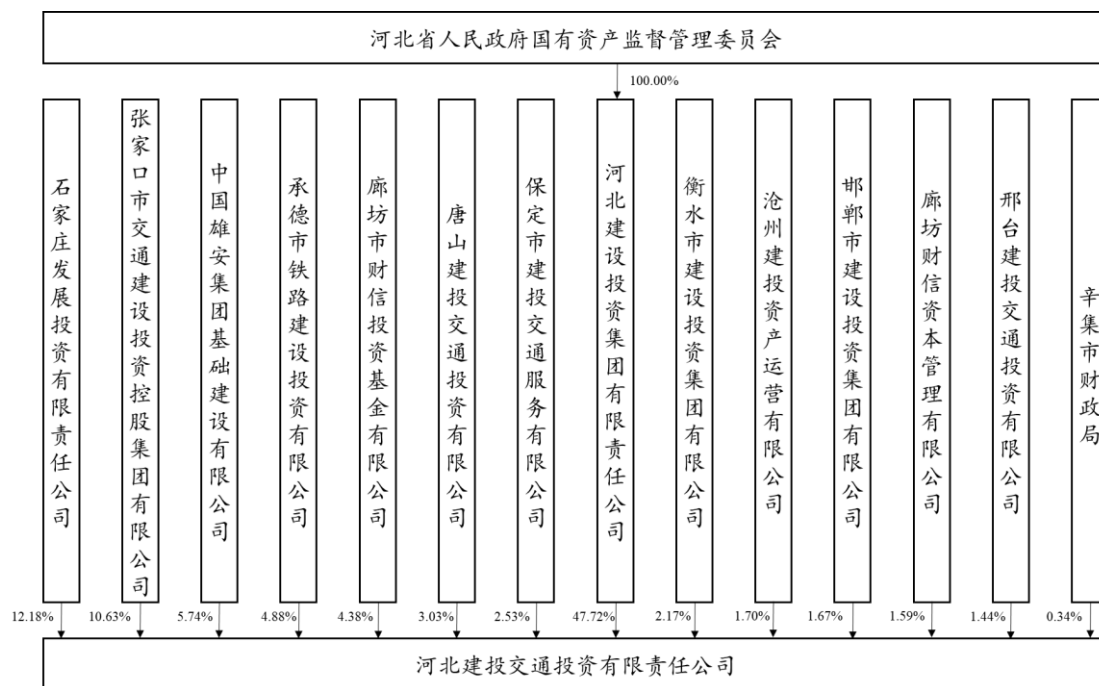 河北省人民政府国有资产监督管理委员会
100.00%
石家庄发展投资有限责任公司
张家口市交通建设投资控股集团有限公司
中国雄安集团基础建设有限公司
承德市铁路建设投资有限公司
廊坊市财信投资基金有限公司
唐山建投交通投资有限公司
保定市建投交通服务有限公司
河北建设投资集团有限责任公司
衡水市建设投资集团有限公司
沧州建投资产运营有限公司
邯郸市建设投资集团有限公司
廊坊财信资本管理有限公司
邢台建投交通投资有限公司
辛集市财政局
12.18%
10.63%
5.74%
4.88%
4.38%
3.03%
2.53%
47.72%
2.17%
1.70%
1.67%
1.59%
1.44%
0.34%
河北建投交通投资有限责任公司